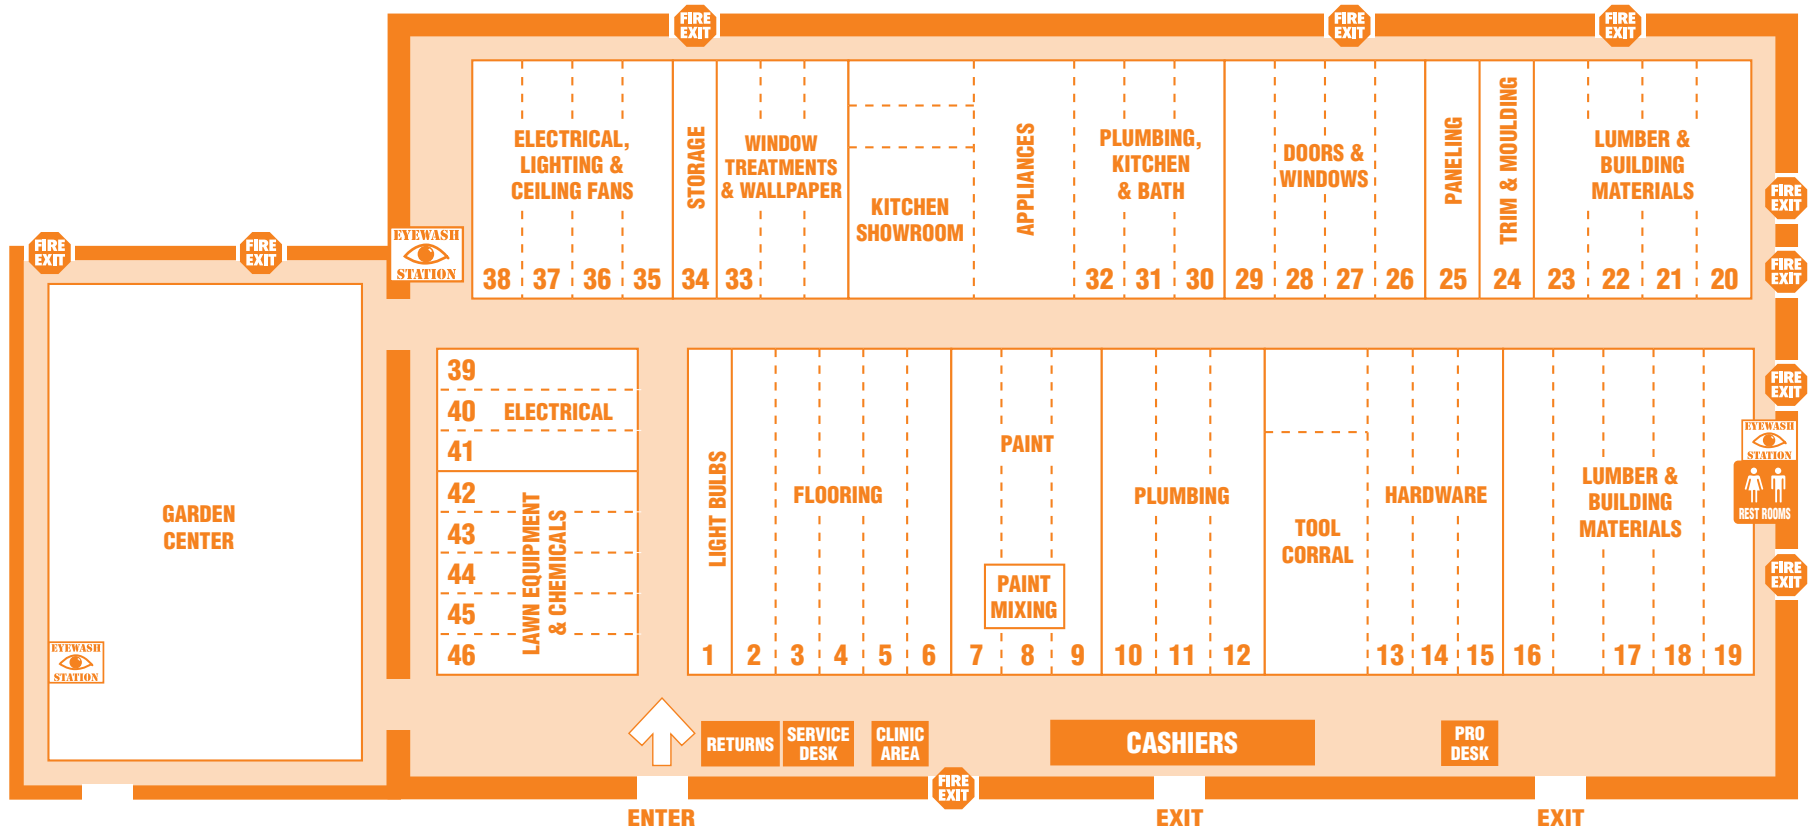 FIRE
EXIT
FIRE
EXIT
FIRE
EXIT
ELECTRICAL,
LIGHTING &
CEILING FANS
STORAGE
WINDOW
TREATMENTS
& WALLPAPER
KITCHEN
SHOWROOM
APPLIANCES
PLUMBING,
KITCHEN
& BATH
DOORS &
WINDOWS
PANELING
TRIM & MOULDING
LUMBER &
BUILDING
MATERIALS
FIRE
EXIT
FIRE
EXIT
FIRE
EXIT
FIRE
EXIT
EYEWASH
STATION
38 37 36 35 34 33 32 31 30 29 28 27 26 25 24 23 22 21 20
39
40 ELECTRICAL
41
42
43
44
45
46
LAWN EQUIPMENT
& CHEMICALS
GARDEN
CENTER
EYEWASH
STATION
LIGHT BULBS
FLOORING
PAINT
PAINT
MIXING
PLUMBING
TOOL
CORRAL
HARDWARE
LUMBER &
BUILDING
MATERIALS
FIRE
EXIT
EYEWASH
STATION
REST ROOMS
FIRE
EXIT
1 2 3 4 5 6 7 8 9 10 11 12 13 14 15 16 17 18 19
RETURNS
SERVICE
DESK
CLINIC
AREA
CASHIERS
PRO
DESK
FIRE
EXIT
ENTER
EXIT
EXIT